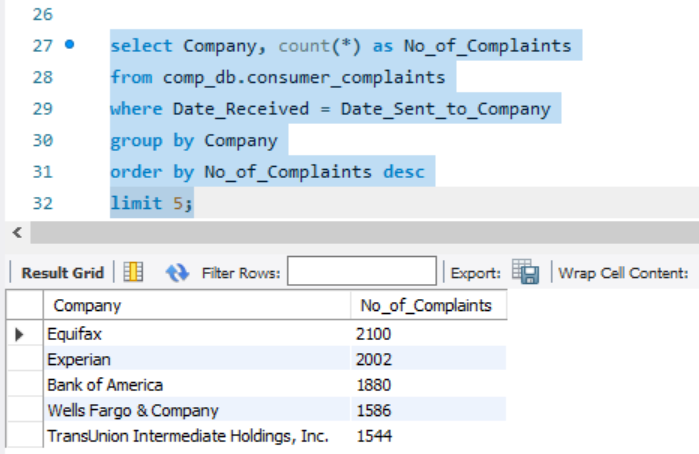 26
27 select Company, count(*) as No_of_Complaints
28 from comp_db.consumer_complaints
29 where Date_Received = Date_Sent_to_Company
30 group by Company
31 order by No_of_Complaints desc
32 limit 5;
Result Grid Filter Rows: Export: Wrap Cell Content:
Company No_of_Complaints
Equifax 2100
Experian 2002
Bank of America 1880
Wells Fargo & Company 1586
TransUnion Intermediate Holdings, Inc. 1544